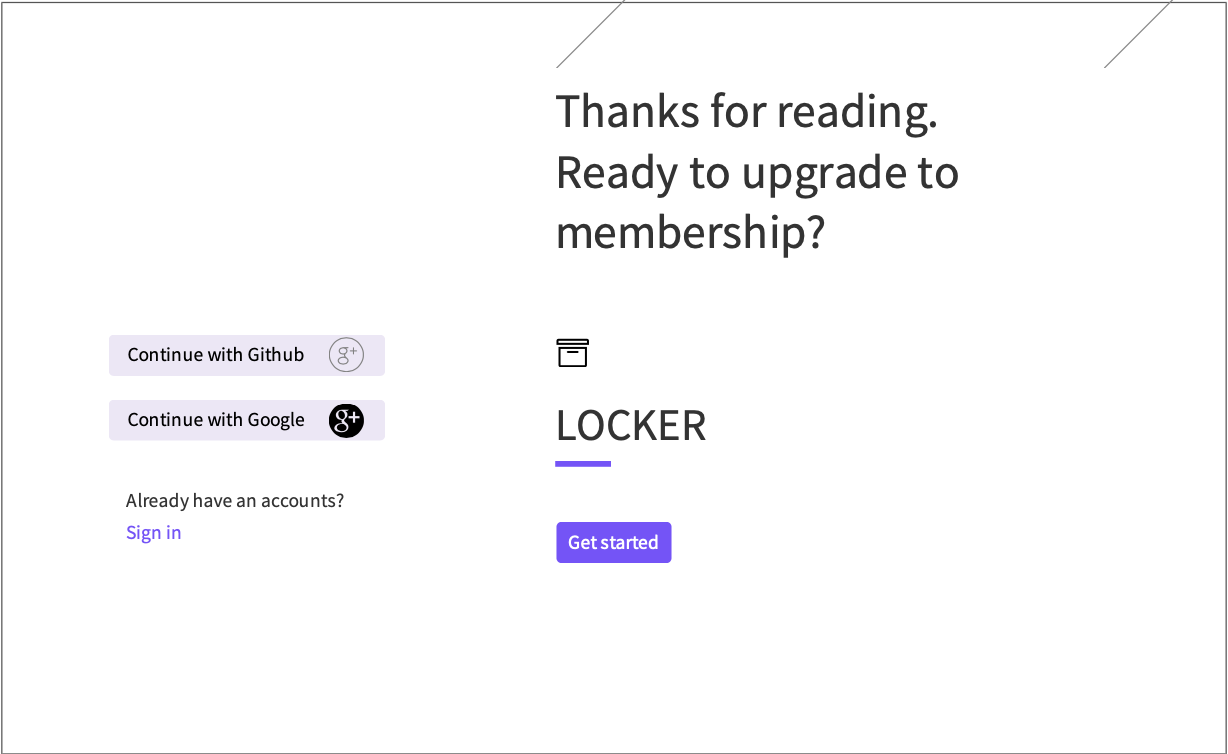 Thanks for reading.
Ready to upgrade to
membership?
Continue with Github g+
Continue with Google g+
Already have an accounts?
Sign in
LOCKER
Get started